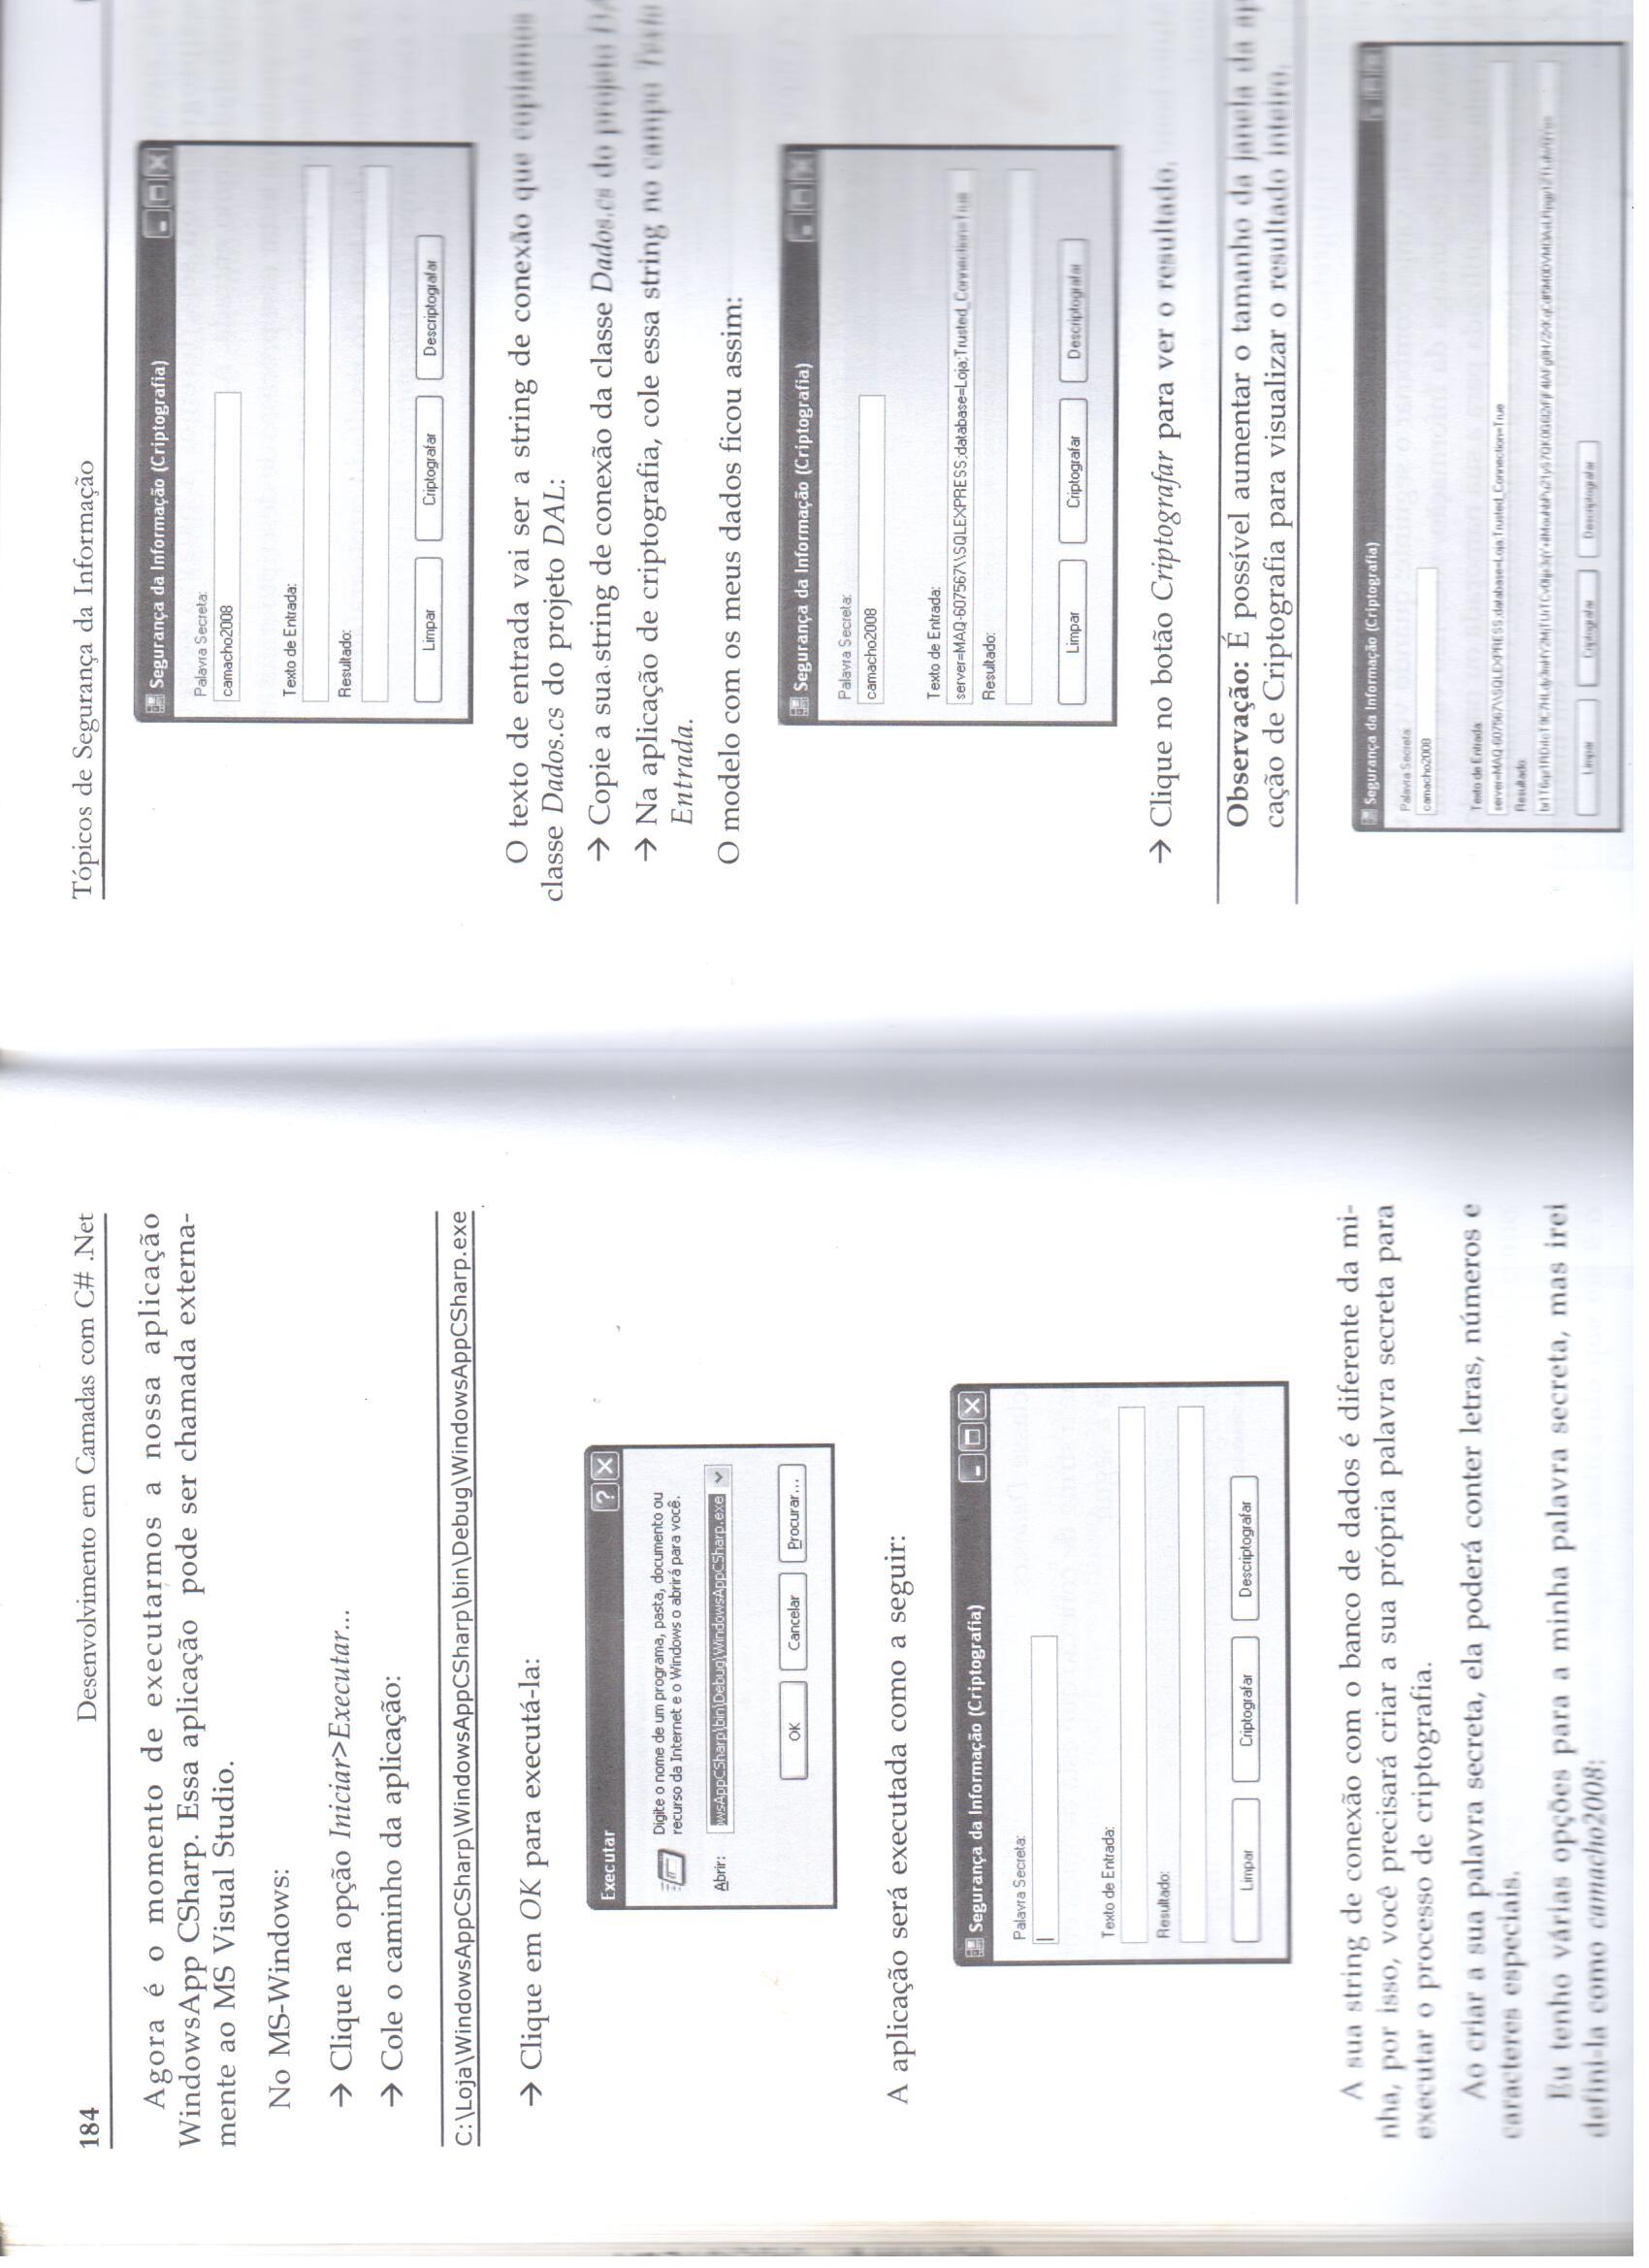 184
Desenvolvimento em Camadas com C# .Net
Agora é o momento de executarmos a nossa aplicação
WindowsApp CSharp. Essa aplicação pode ser chamada externa-
mente ao MS Visual Studio.
No MS-Windows:
→ Clique na opção Iniciar>Executar...
→ Cole o caminho da aplicação:
C:\Loja\WindowsAppCSharp\WindowsAppCSharp\bin\Debug\WindowsAppCSharp.exe
→ Clique em OK para executá-la:
Executar
Digite o nome de um programa, pasta, documento ou
recurso da Internet e o Windows o abrirá para você.
Abrir: wsAppCSharp\bin\Debug\WindowsAppCSharp.exe
OK Cancelar Procurar...
A aplicação será executada como a seguir:
Segurança da Informação (Criptografia)
Palavra Secreta:
Texto de Entrada:
Resultado:
Limpar Criptografar Descriptografar
A sua string de conexão com o banco de dados é diferente da mi-
nha, por isso, você precisará criar a sua própria palavra secreta para
executar o processo de criptografia.
Ao criar a sua palavra secreta, ela poderá conter letras, números e
caracteres especiais.
Eu tenho várias opções para a minha palavra secreta, mas irei
defini-la como camacho2008:
Tópicos de Segurança da Informação
Segurança da Informação (Criptografia)
Palavra Secreta:
camacho2008
Texto de Entrada:
Resultado:
Limpar Criptografar Descriptografar
O texto de entrada vai ser a string de conexão que copiamos
classe Dados.cs do projeto DAL:
→ Copie a sua string de conexão da classe Dados.cs do projeto
→ Na aplicação de criptografia, cole essa string no campo Texto
Entrada.
O modelo com os meus dados ficou assim:
Segurança da Informação (Criptografia)
Palavra Secreta:
camacho2008
Texto de Entrada:
server=MAQ-607567\\SQLEXPRESS;database=Loja;Trusted_Connection=True
Resultado:
Limpar Criptografar Descriptografar
→ Clique no botão Criptografar para ver o resultado.
Observação: É possível aumentar o tamanho da janela da
cação de Criptografia para visualizar o resultado inteiro.
Segurança da Informação (Criptografia)
Palavra Secreta
camacho2008
Texto de Entrada
server=MAQ-607567\\SQLEXPRESS;database=Loja;Trusted_Connection=True
Resultado
Limpar Criptografar Descriptografar